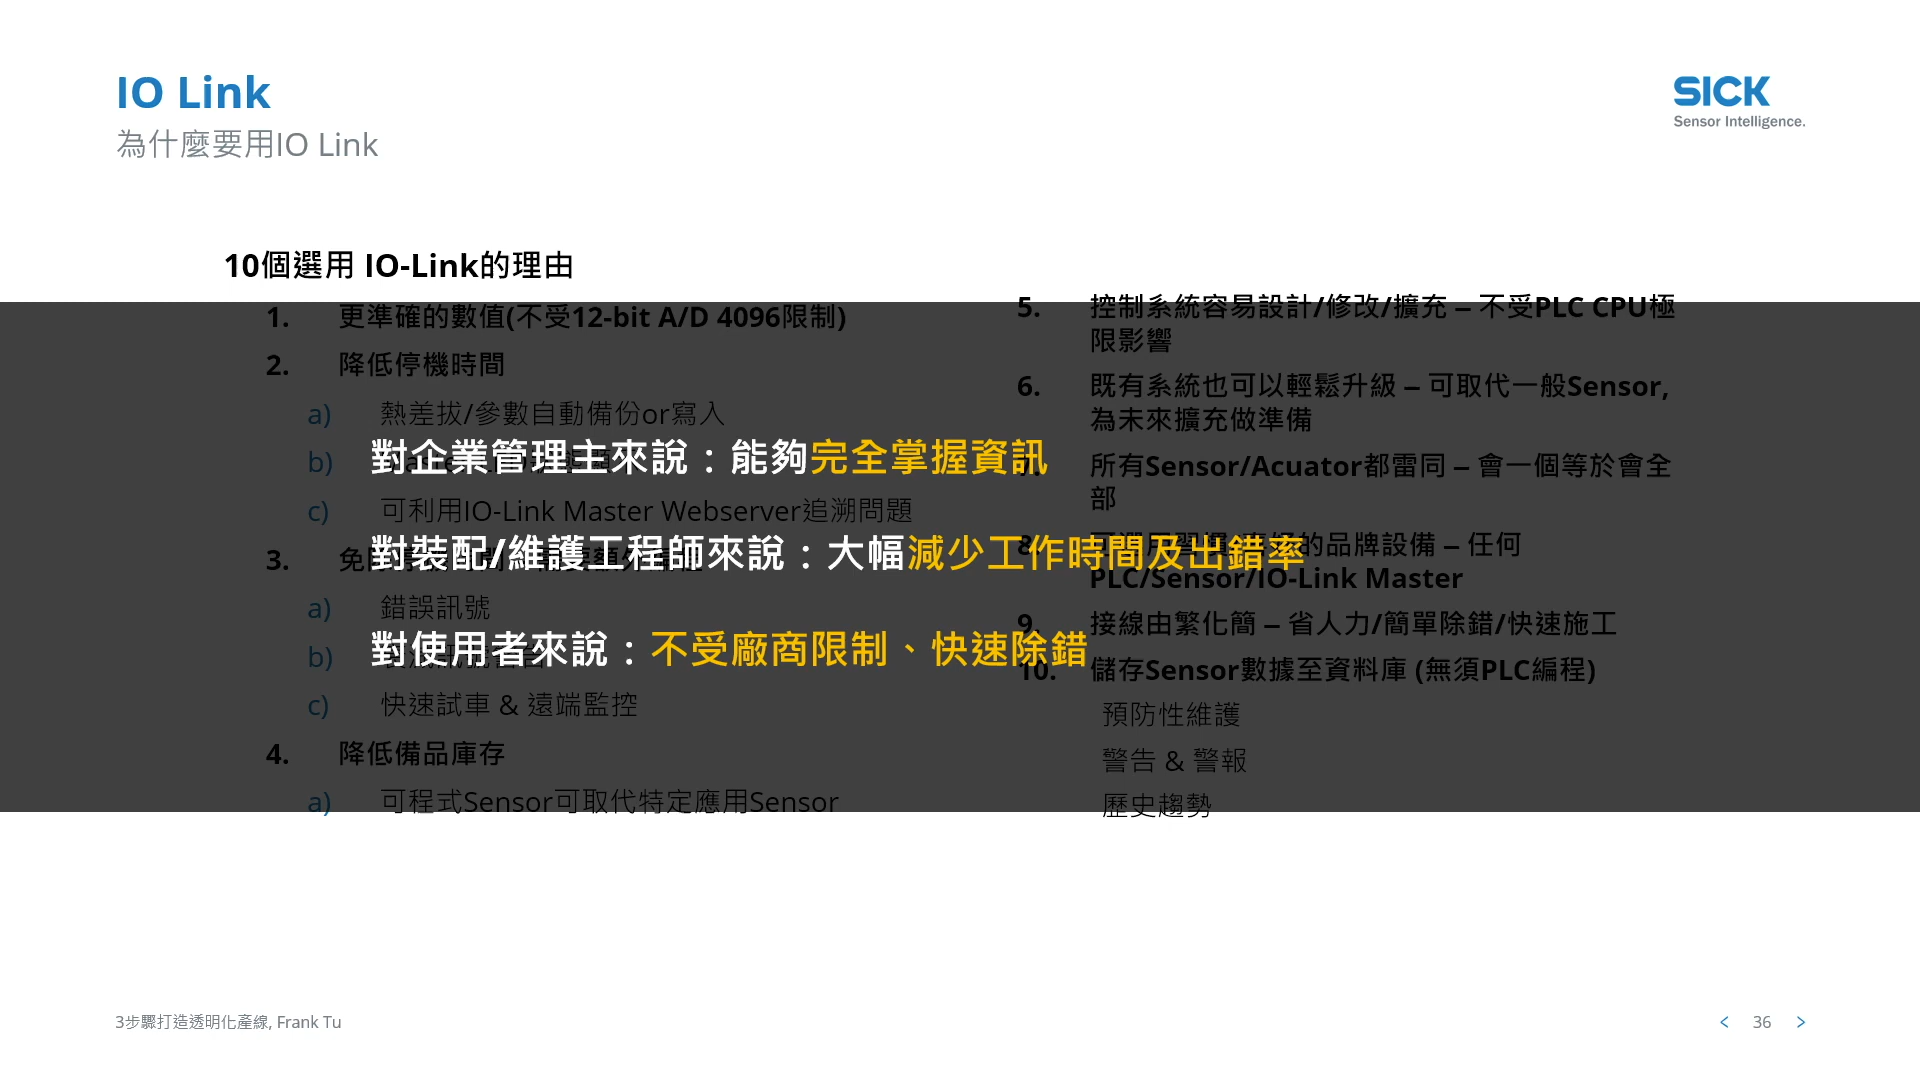 IO Link
為什麼要用IO Link
SICK
Sensor Intelligence.
10個選用 IO-Link的理由
1. 更準確的數值(不受12-bit A/D 4096限制)
2. 降低停機時間
a) 熱差拔/參數自動備份or寫入
b)
c) 可利用IO-Link Master Webserver追溯問題
3.
a) 錯誤訊號
b)
c) 快速試車 & 遠端監控
4. 降低備品庫存
a) 可程式Sensor可取代特定應用Sensor
5. 控制系統容易設計/修改/擴充 – 不受PLC CPU極
限影響
6. 既有系統也可以輕鬆升級 – 可取代一般Sensor,
為未來擴充做準備
所有Sensor/Acuator都雷同 – 會一個等於會全
部
8. 的品牌設備 – 任何
PLC/Sensor/IO-Link Master
9. 接線由繁化簡 – 省人力/簡單除錯/快速施工
10. 儲存Sensor數據至資料庫 (無須PLC編程)
預防性維護
警告 & 警報
歷史趨勢
對企業管理主來說：能夠完全掌握資訊
對裝配/維護工程師來說：大幅減少工作時間及出錯率
對使用者來說：不受廠商限制、快速除錯
3步驟打造透明化產線, Frank Tu
< 36 >